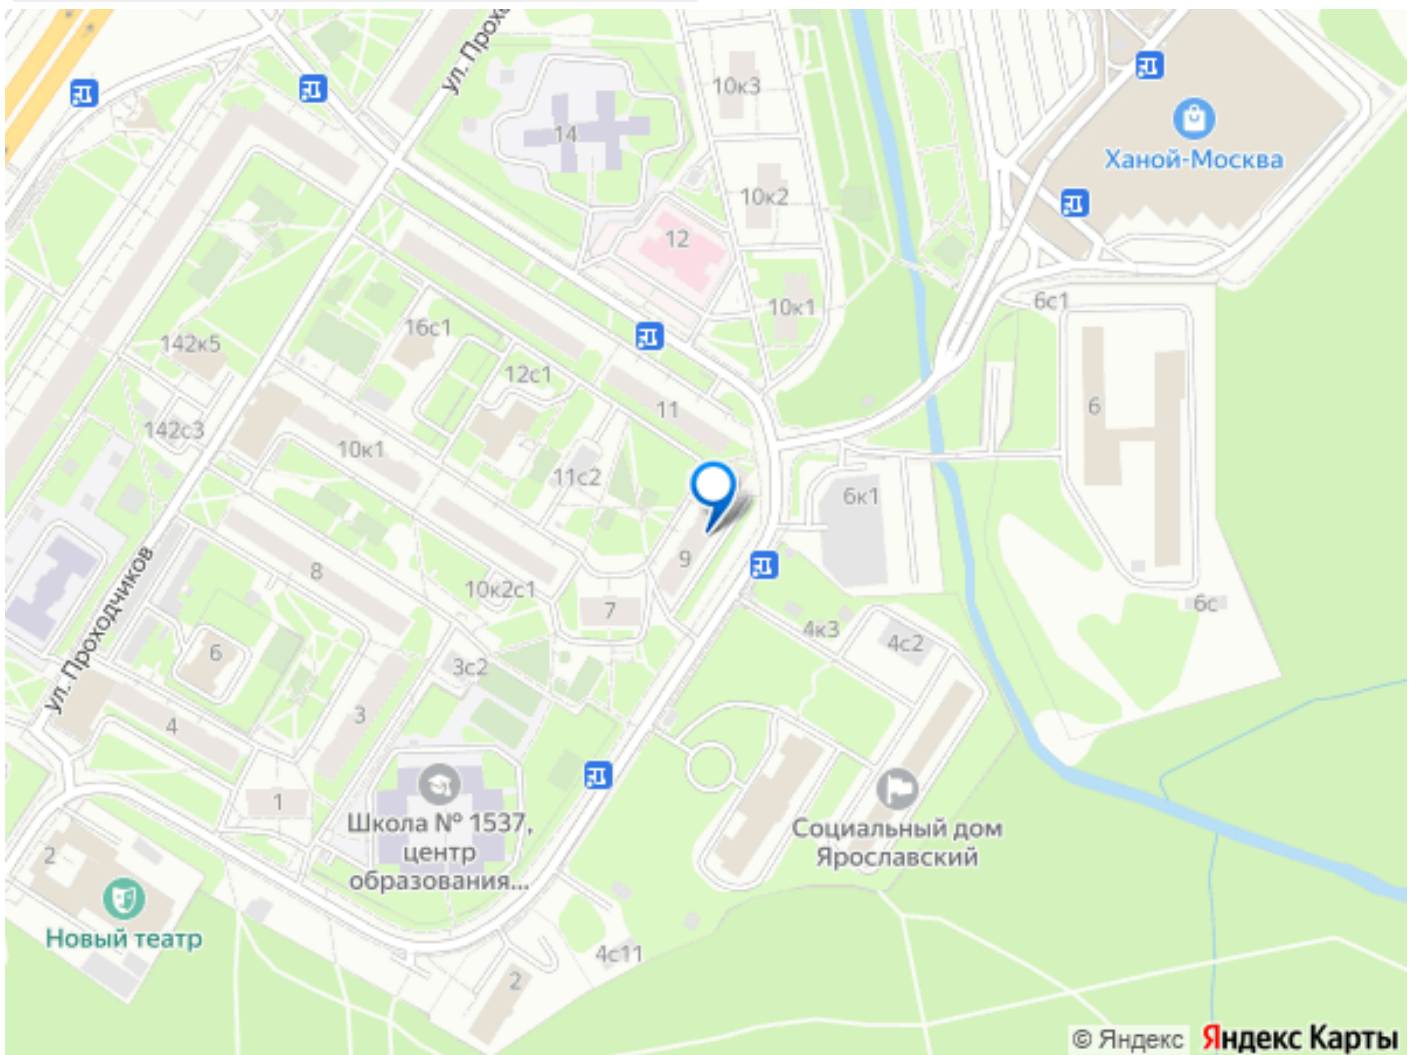 ул. Прохо
10к3
14
Ханой-Москва
10к2
12
6с1
10к1
16с1
142к5
12с1
11
6
142с3
10к1
11с2
6к1
9
8
10к2с1
7
6с
4к3
4с2
ул. Проходчиков
6
3с2
3
4
1
Школа № 1537,
центр
образования...
Социальный дом
Ярославский
2
Новый театр
4с11
2
© Яндекс Яндекс Карты